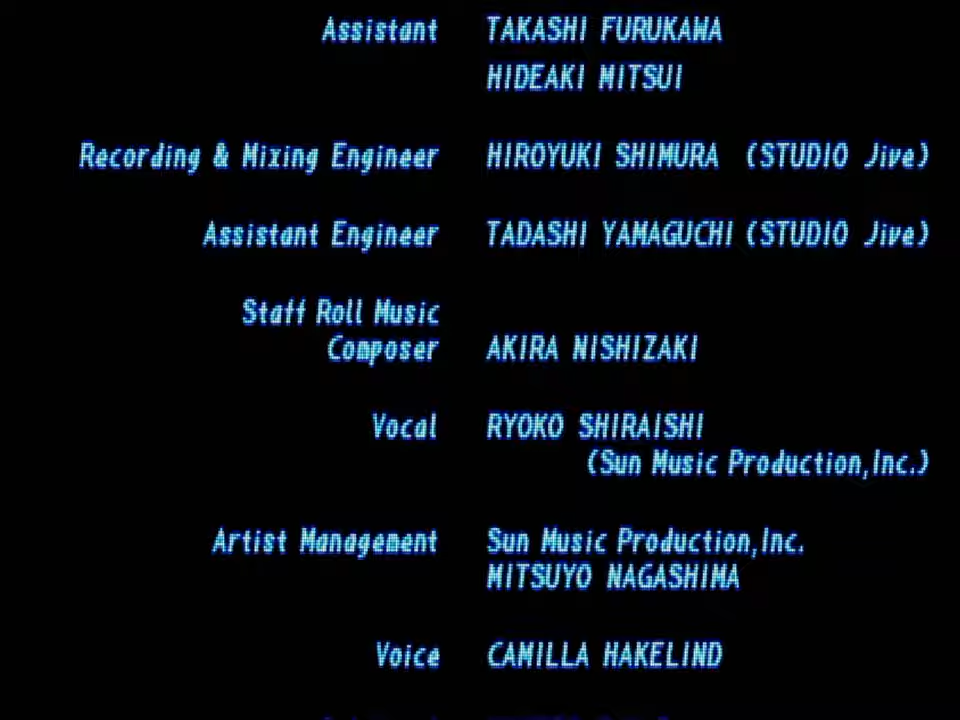 Assistant TAKASHI FURUKAWA
HIDEAKI MITSUI
Recording & Mixing Engineer HIROYUKI SHIMURA (STUDIO Jive)
Assistant Engineer TADASHI YAMAGUCHI (STUDIO Jive)
Staff Roll Music
Composer AKIRA NISHIZAKI
Vocal RYOKO SHIRAISHI
(Sun Music Production,Inc.)
Artist Management Sun Music Production,Inc.
MITSUYO NAGASHIMA
Voice CAMILLA HAKELIND